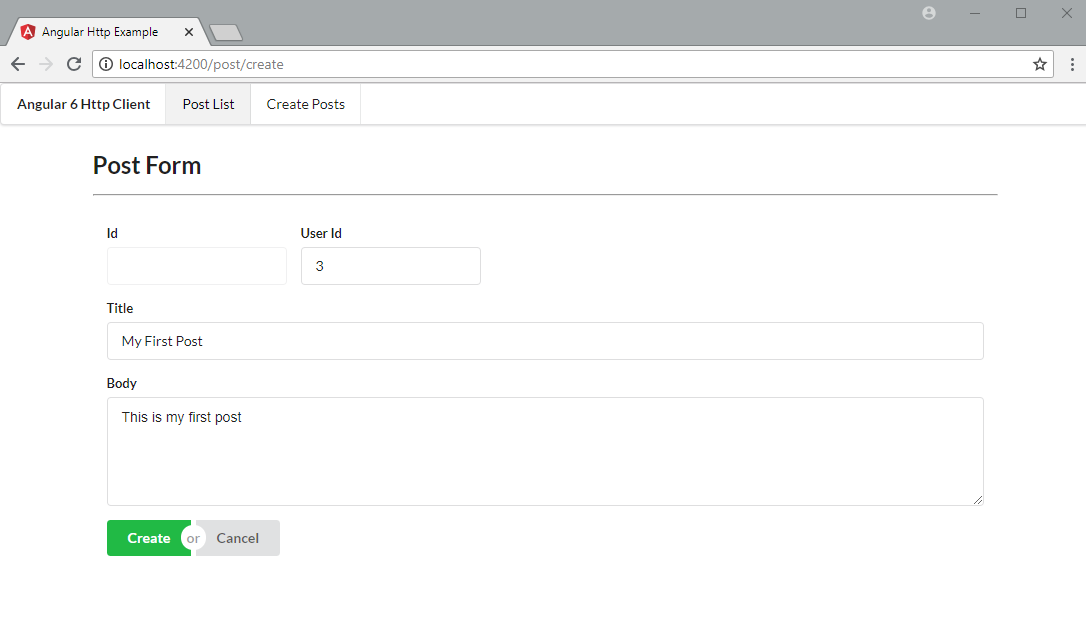 Angular Http Example
localhost:4200/post/create
Angular 6 Http Client Post List Create Posts
Post Form
Id User Id
3
Title
My First Post
Body
This is my first post
Create or Cancel